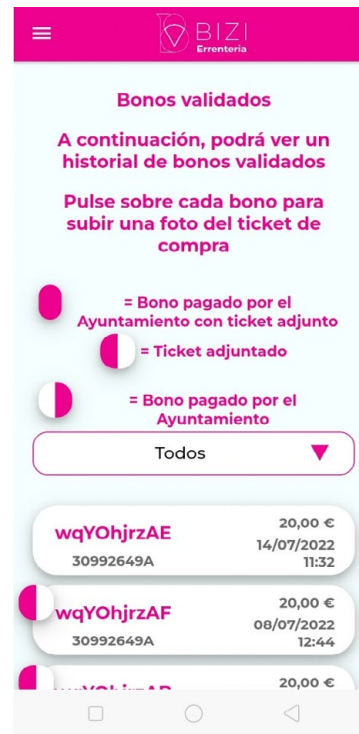 BIZI
Errenteria
Bonos validados
A continuación, podrá ver un
historial de bonos validados
Pulse sobre cada bono para
subir una foto del ticket de
compra
= Bono pagado por el
Ayuntamiento con ticket adjunto
= Ticket adjuntado
= Bono pagado por el
Ayuntamiento
Todos
wqYOhjrzAE
20,00 €
14/07/2022
30992649A
11:32
wqYOhjrzAF
20,00 €
08/07/2022
30992649A
12:44
20,00 €